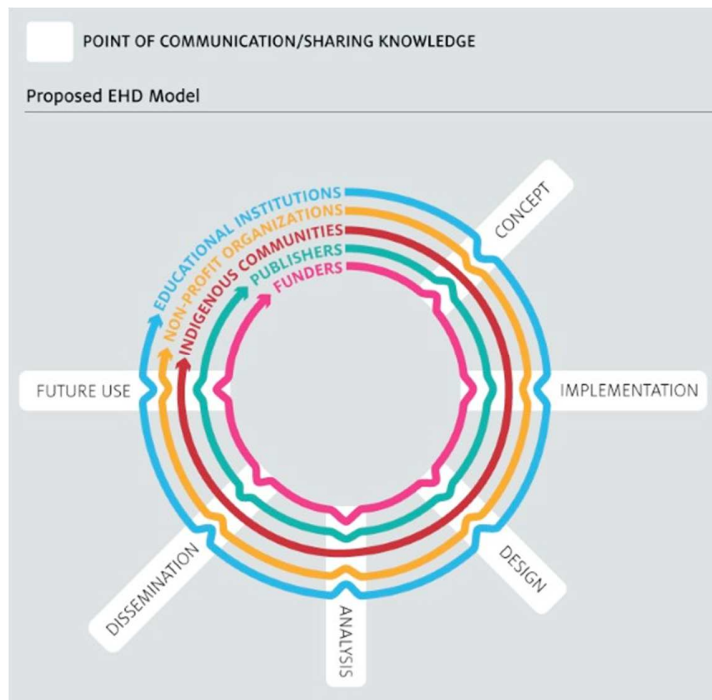 POINT OF COMMUNICATION/SHARING KNOWLEDGE
Proposed EHD Model
EDUCATIONAL INSTITUTIONS
NON-PROFIT ORGANIZATIONS
INDIGENOUS COMMUNITIES
PUBLISHERS
FUNDERS
CONCEPT
IMPLEMENTATION
DESIGN
ANALYSIS
DISSEMINATION
FUTURE USE